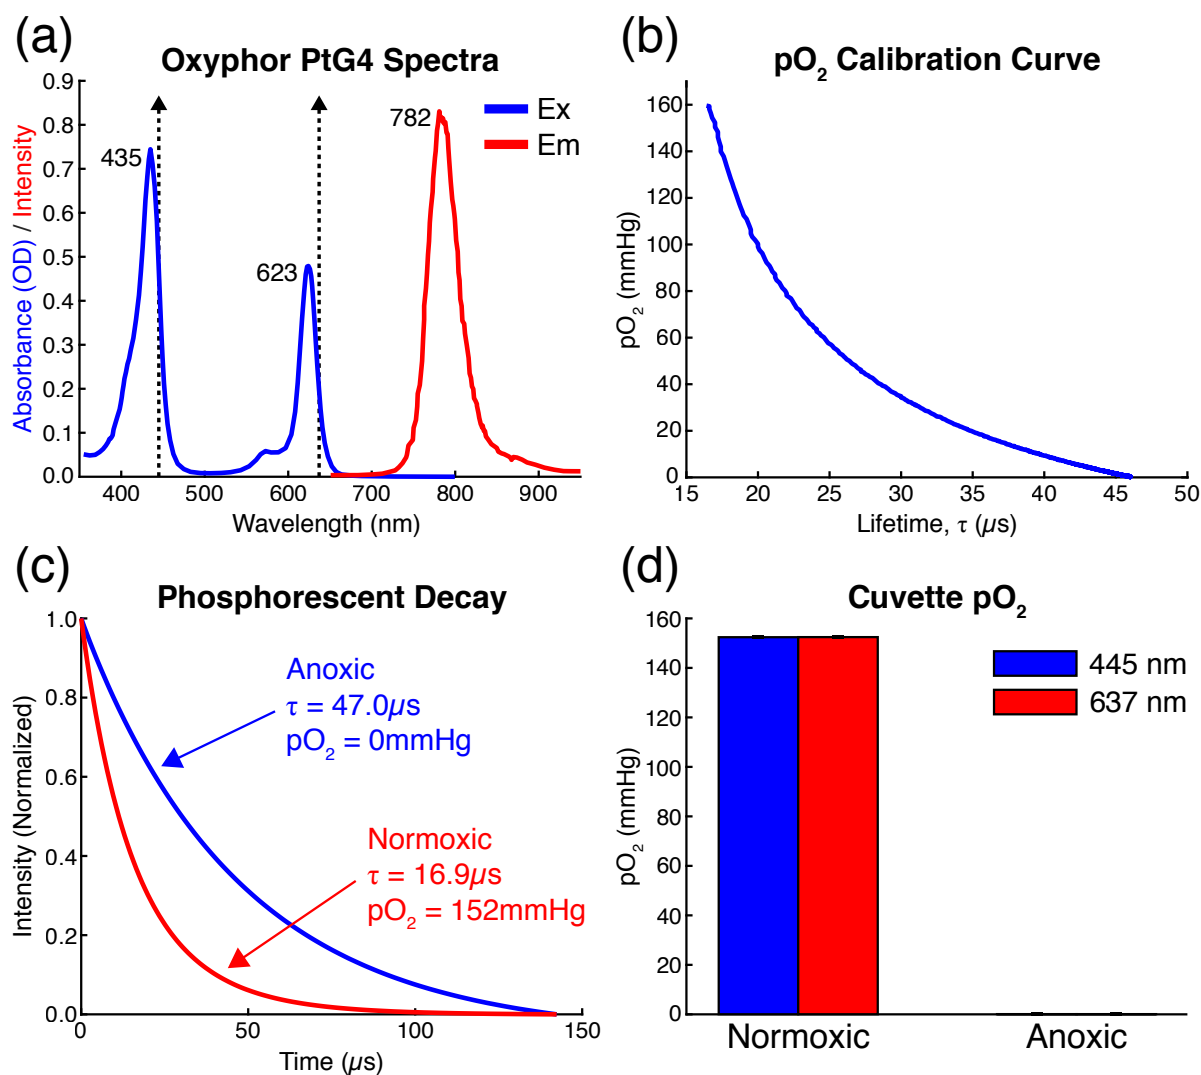 (a)
Oxyphor PtG4 Spectra
0.9
0.8
0.7
0.6
0.5
0.4
0.3
0.2
0.1
0.0
Absorbance (OD) / Intensity
435
623
782
Ex
Em
400
500
600
700
800
900
Wavelength (nm)
(b)
pO₂ Calibration Curve
160
140
120
100
80
60
40
20
0
pO₂ (mmHg)
15
20
25
30
35
40
45
50
Lifetime, τ (µs)
(c)
Phosphorescent Decay
1.0
0.8
0.6
0.4
0.2
0.0
Intensity (Normalized)
Anoxic
τ = 47.0µs
pO₂ = 0mmHg
Normoxic
τ = 16.9µs
pO₂ = 152mmHg
0
50
100
150
Time (µs)
(d)
Cuvette pO₂
160
140
120
100
80
60
40
20
0
pO₂ (mmHg)
445 nm
637 nm
Normoxic
Anoxic